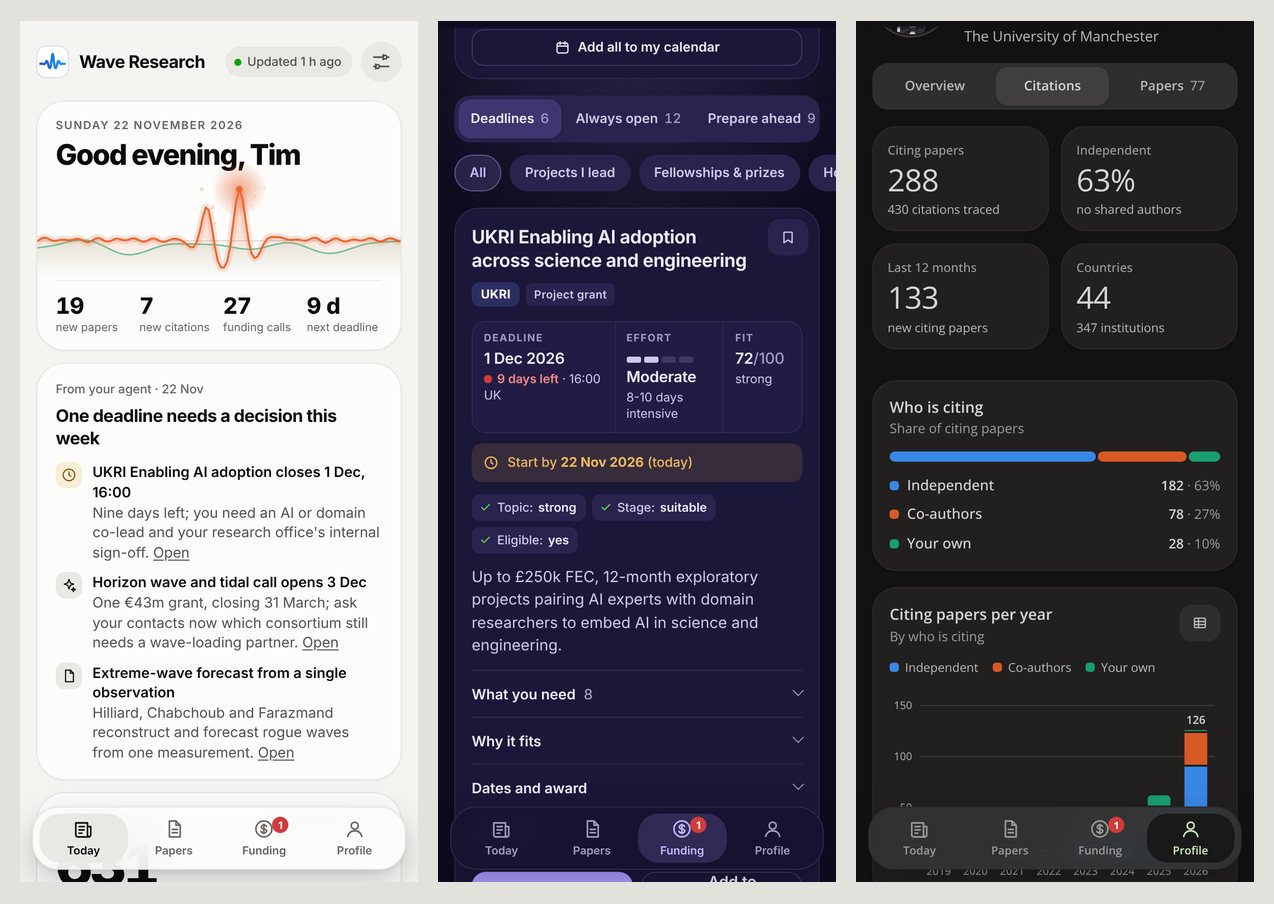 Wave Research
Updated 1 h ago
SUNDAY 22 NOVEMBER 2026
Good evening, Tim
19
new papers
7
new citations
27
funding calls
9 d
next deadline
From your agent · 22 Nov
One deadline needs a decision this
week
UKRI Enabling AI adoption closes 1 Dec,
16:00
Nine days left; you need an AI or domain
co-lead and your research office's internal
sign-off. Open
Horizon wave and tidal call opens 3 Dec
One €43m grant, closing 31 March; ask
your contacts now which consortium still
needs a wave-loading partner. Open
Extreme-wave forecast from a single
observation
Hilliard, Chabchoub and Farazmand
reconstruct and forecast rogue waves
from one measurement. Open
Today
Papers
1
Funding
Profile
Add all to my calendar
Deadlines 6
Always open 12
Prepare ahead 9
All
Projects I lead
Fellowships & prizes
UKRI Enabling AI adoption
across science and engineering
UKRI
Project grant
DEADLINE
1 Dec 2026
9 days left · 16:00
UK
EFFORT
Moderate
8-10 days
intensive
FIT
72/100
strong
Start by 22 Nov 2026 (today)
Topic: strong
Stage: suitable
Eligible: yes
Up to £250k FEC, 12-month exploratory
projects pairing AI experts with domain
researchers to embed AI in science and
engineering.
What you need 8
Why it fits
Dates and award
Today
Papers
1
Funding
Profile
Add to
The University of Manchester
Overview
Citations
Papers 77
Citing papers
288
430 citations traced
Independent
63%
no shared authors
Last 12 months
133
new citing papers
Countries
44
347 institutions
Who is citing
Share of citing papers
Independent
182 · 63%
Co-authors
78 · 27%
Your own
28 · 10%
Citing papers per year
By who is citing
Independent
Co-authors
Your own
150
126
100
50
Today
Papers
1
Funding
Profile
2019 2020 2021 2022 2023 2024 2025 2026